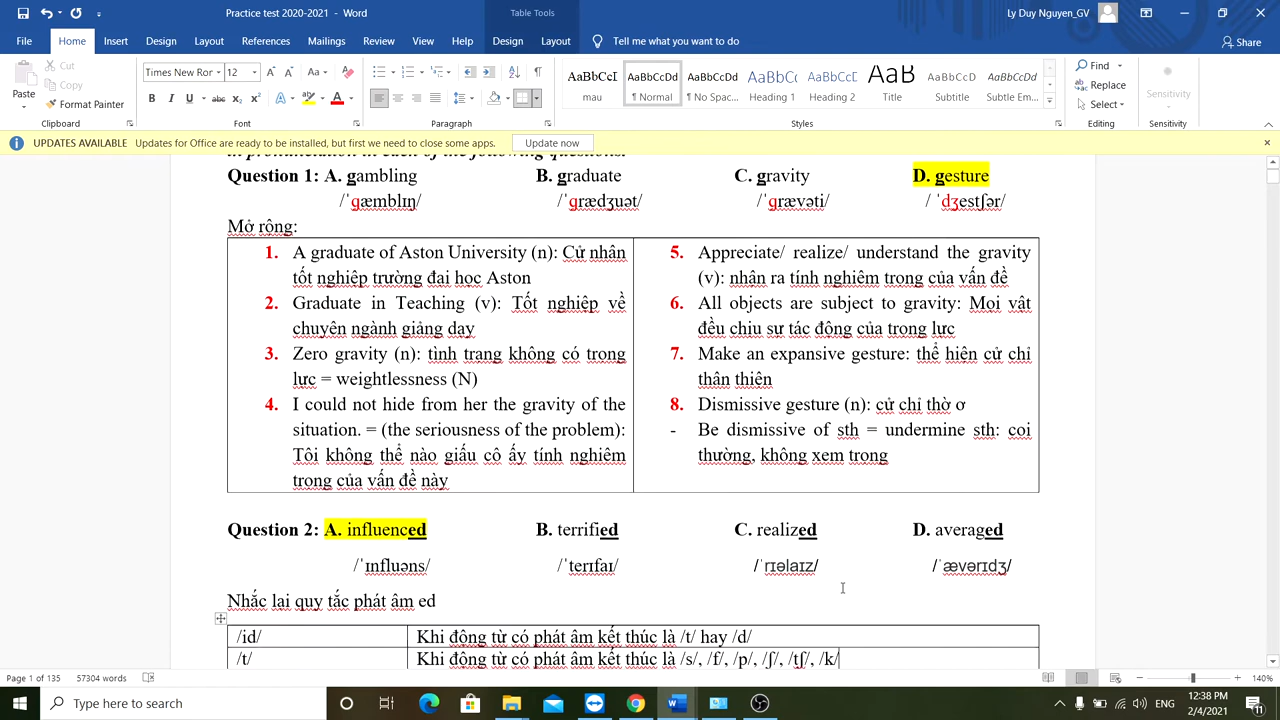 Practice test 2020-2021 - Word
Table Tools
Ly Duy Nguyen_GV
File Home Insert Design Layout References Mailings Review View Help Design Layout Tell me what you want to do Share
Cut
Copy
Format Painter
Paste
Clipboard
Times New Ror 12
Font
Paragraph
AaBbCcI AaBbCcDd AaBbCcDd AaBbCc AaBbCcE AaB AaBbCcD AaBbCcDd
mau ¶ Normal ¶ No Spac... Heading 1 Heading 2 Title Subtitle Subtle Em...
Styles
Find
Replace
Select
Editing
Sensitivity
Sensitivity
UPDATES AVAILABLE Updates for Office are ready to be installed, but first we need to close some apps. Update now
in pronunciation in each of the following questions.
Question 1: A. gambling B. graduate C. gravity D. gesture
/ˈɡæmblɪŋ/ /ˈɡrædʒuət/ /ˈɡrævəti/ / ˈdʒestʃər/
Mở rộng:
1. A graduate of Aston University (n): Cử nhân
tốt nghiệp trường đại học Aston
2. Graduate in Teaching (v): Tốt nghiệp về
chuyên ngành giảng dạy
3. Zero gravity (n): tình trạng không có trọng
lực = weightlessness (N)
4. I could not hide from her the gravity of the
situation. = (the seriousness of the problem):
Tôi không thể nào giấu cô ấy tính nghiêm
trọng của vấn đề này
5. Appreciate/ realize/ understand the gravity
(v): nhận ra tính nghiêm trọng của vấn đề
6. All objects are subject to gravity: Mọi vật
đều chịu sự tác động của trọng lực
7. Make an expansive gesture: thể hiện cử chỉ
thân thiện
8. Dismissive gesture (n): cử chỉ thờ ơ
- Be dismissive of sth = undermine sth: coi
thường, không xem trọng
Question 2: A. influenced B. terrified C. realized D. averaged
/ˈɪnfluəns/ /ˈterɪfaɪ/ /ˈrɪəlaɪz/ /ˈævərɪdʒ/
Nhắc lại quy tắc phát âm ed
/id/ Khi động từ có phát âm kết thúc là /t/ hay /d/
/t/ Khi động từ có phát âm kết thúc là /s/, /f/, /p/, /ʃ/, /tʃ/, /k/
Page 1 of 135 57304 words 140%
Type here to search
ENG
12:38 PM
2/4/2021
11